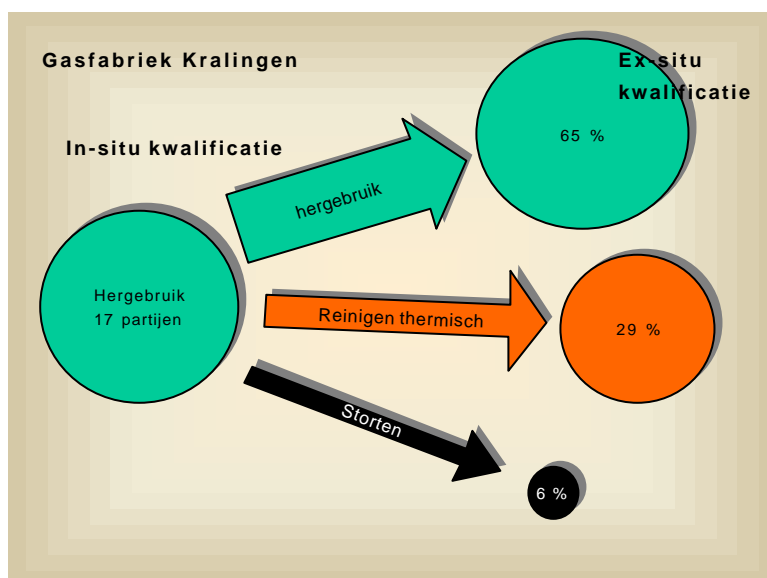 Gasfabriek Kralingen
Ex-situ
kwalificatie
In-situ kwalificatie
65 %
hergebruik
Hergebruik
17 partijen
Reinigen thermisch
29 %
Storten
6 %